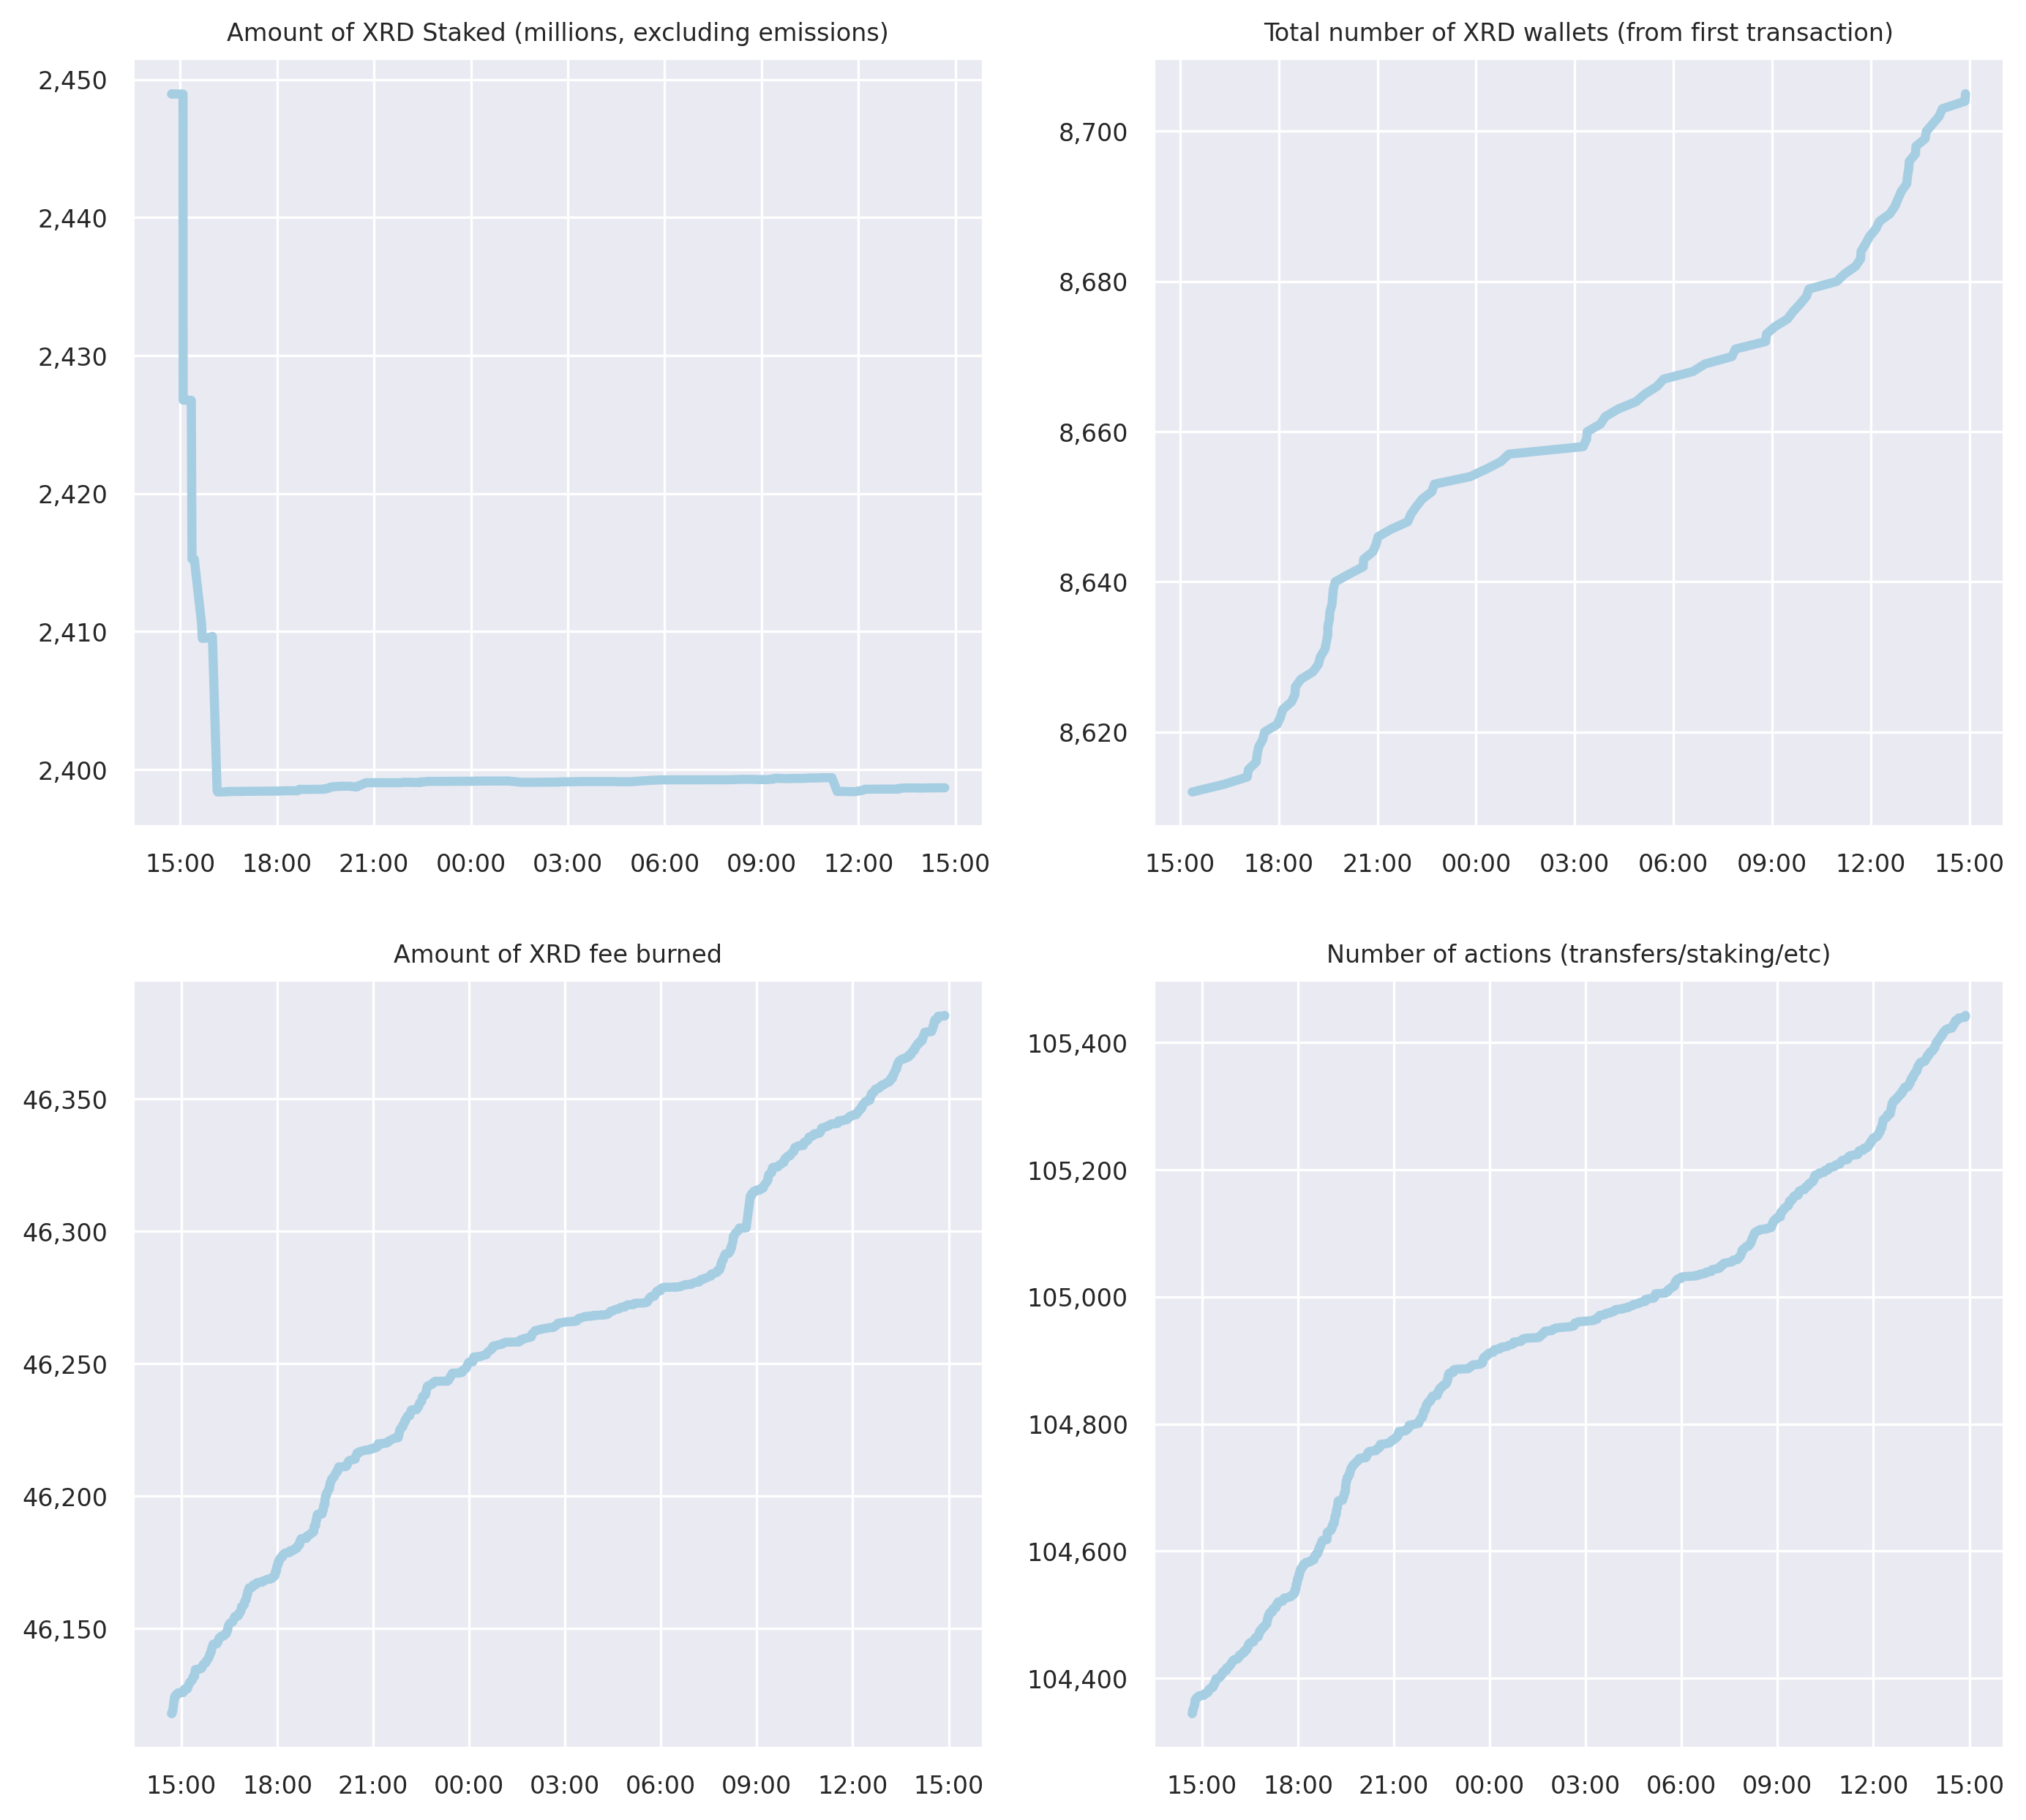 Amount of XRD Staked (millions, excluding emissions)
2,450
2,440
2,430
2,420
2,410
2,400
15:00 18:00 21:00 00:00 03:00 06:00 09:00 12:00 15:00
Total number of XRD wallets (from first transaction)
8,700
8,680
8,660
8,640
8,620
15:00 18:00 21:00 00:00 03:00 06:00 09:00 12:00 15:00
Amount of XRD fee burned
46,350
46,300
46,250
46,200
46,150
15:00 18:00 21:00 00:00 03:00 06:00 09:00 12:00 15:00
Number of actions (transfers/staking/etc)
105,400
105,200
105,000
104,800
104,600
104,400
15:00 18:00 21:00 00:00 03:00 06:00 09:00 12:00 15:00